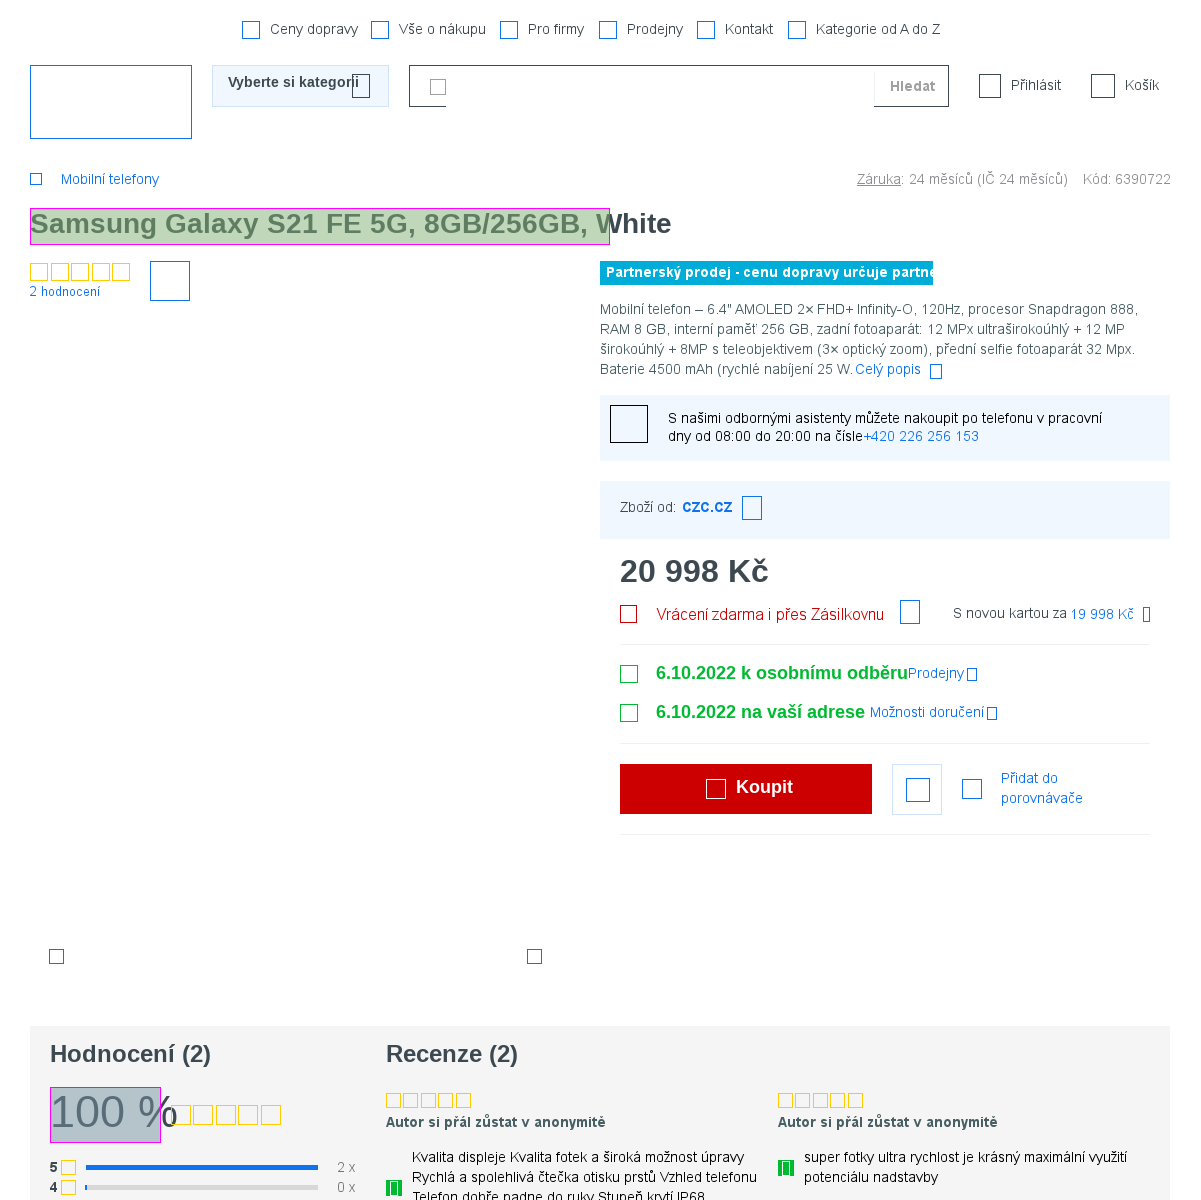 Ceny dopravy Vše o nákupu Pro firmy Prodejny Kontakt Kategorie od A do Z
Vyberte si kategorii Hledat Přihlásit Košík
Mobilní telefony Záruka: 24 měsíců (IČ 24 měsíců) Kód: 6390722
Samsung Galaxy S21 FE 5G, 8GB/256GB, White
2 hodnocení
Partnerský prodej - cenu dopravy určuje
Mobilní telefon – 6.4" AMOLED 2× FHD+ Infinity-O, 120Hz, procesor Snapdragon 888,
RAM 8 GB, interní paměť 256 GB, zadní fotoaparát: 12 MPx ultraširokoúhlý + 12 MP
širokoúhlý + 8MP s teleobjektivem (3× optický zoom), přední selfie fotoaparát 32 Mpx.
Baterie 4500 mAh (rychlé nabíjení 25 W. Celý popis
S našimi odbornými asistenty můžete nakoupit po telefonu v pracovní
dny od 08:00 do 20:00 na čísle+420 226 256 153
Zboží od: CZC.CZ
20 998 Kč
Vrácení zdarma i přes Zásilkovnu S novou kartou za 19 998 Kč
6.10.2022 k osobnímu odběru Prodejny
6.10.2022 na vaší adrese Možnosti doručení
Koupit
Přidat do
porovnávače
Hodnocení (2)
100 %
5 2 x
4 0 x
Recenze (2)
Autor si přál zůstat v anonymitě
Kvalita displeje Kvalita fotek a široká možnost úpravy
Rychlá a spolehlivá čtečka otisku prstů Vzhled telefonu
Telefon dobře padne do ruky Stupeň krytí IP68
Autor si přál zůstat v anonymitě
super fotky ultra rychlost je krásný maximální využití
potenciálu nadstavby